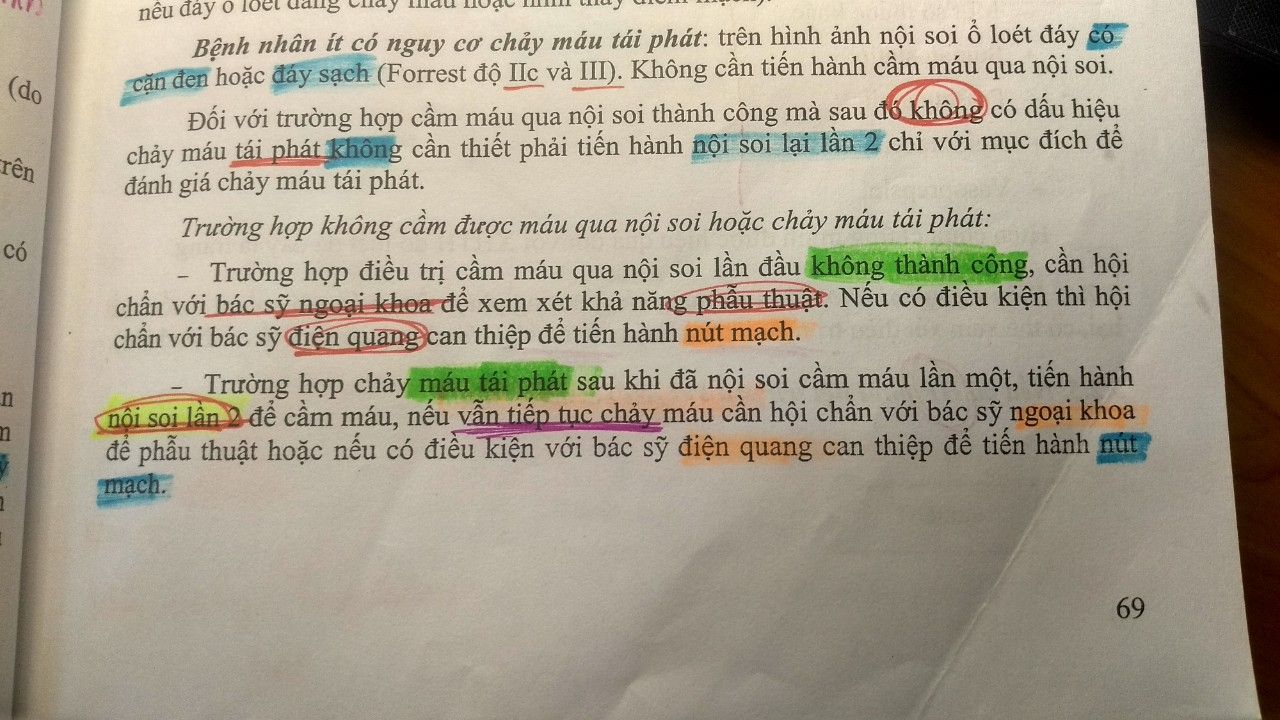 nếu đáy ổ loét đang chảy máu hoặc nhìn thấy điểm mạch).
Bệnh nhân ít có nguy cơ chảy máu tái phát: trên hình ảnh nội soi ổ loét đáy có
(do
cặn đen hoặc đáy sạch (Forrest độ IIc và III). Không cần tiến hành cầm máu qua nội soi.
Đối với trường hợp cầm máu qua nội soi thành công mà sau đó không có dấu hiệu
rên
chảy máu tái phát không cần thiết phải tiến hành nội soi lại lần 2 chỉ với mục đích để
đánh giá chảy máu tái phát.
có
Trường hợp không cầm được máu qua nội soi hoặc chảy máu tái phát:
– Trường hợp điều trị cầm máu qua nội soi lần đầu không thành công, cần hội
chẩn với bác sỹ ngoại khoa để xem xét khả năng phẫu thuật. Nếu có điều kiện thì hội
chẩn với bác sỹ điện quang can thiệp để tiến hành nút mạch.
– Trường hợp chảy máu tái phát sau khi đã nội soi cầm máu lần một, tiến hành
nội soi lần 2 để cầm máu, nếu vẫn tiếp tục chảy máu cần hội chẩn với bác sỹ ngoại khoa
để phẫu thuật hoặc nếu có điều kiện với bác sỹ điện quang can thiệp để tiến hành nút
mạch.
69